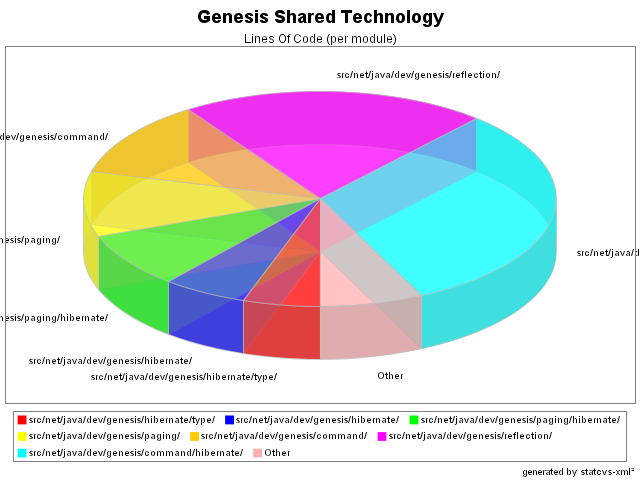 Genesis Shared Technology
Lines Of Code (per module)
src/net/java/dev/genesis/reflection/
dev/genesis/command/
nesis/paging/
src/net/java/d
nesis/paging/hibernate/
src/net/java/dev/genesis/hibernate/
src/net/java/dev/genesis/hibernate/type/
Other
src/net/java/dev/genesis/hibernate/type/ src/net/java/dev/genesis/hibernate/ src/net/java/dev/genesis/paging/hibernate/
src/net/java/dev/genesis/paging/ src/net/java/dev/genesis/command/ src/net/java/dev/genesis/reflection/
src/net/java/dev/genesis/command/hibernate/ Other
generated by statcvs-xml²